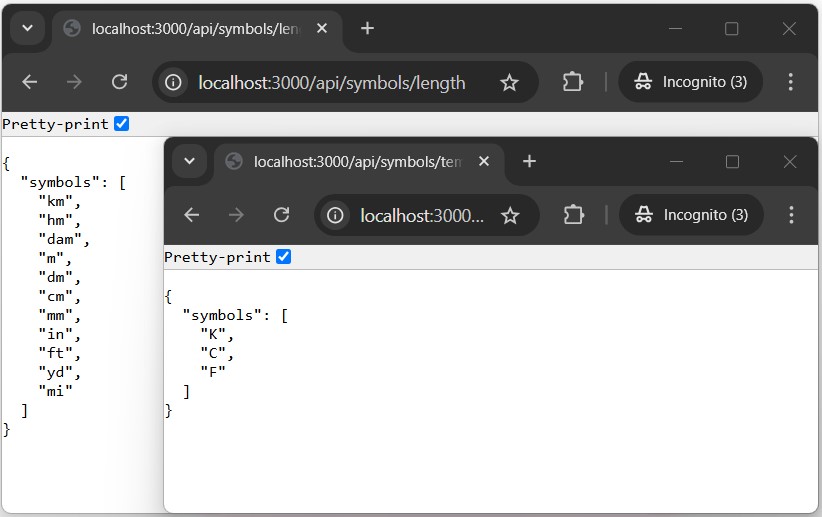 localhost:3000/api/symbols/len
localhost:3000/api/symbols/length
Incognito (3)
Pretty-print
{
  "symbols": [
    "km",
    "hm",
    "dam",
    "m",
    "dm",
    "cm",
    "mm",
    "in",
    "ft",
    "yd",
    "mi"
  ]
}
localhost:3000/api/symbols/tem
localhost:3000...
Incognito (3)
Pretty-print
{
  "symbols": [
    "K",
    "C",
    "F"
  ]
}